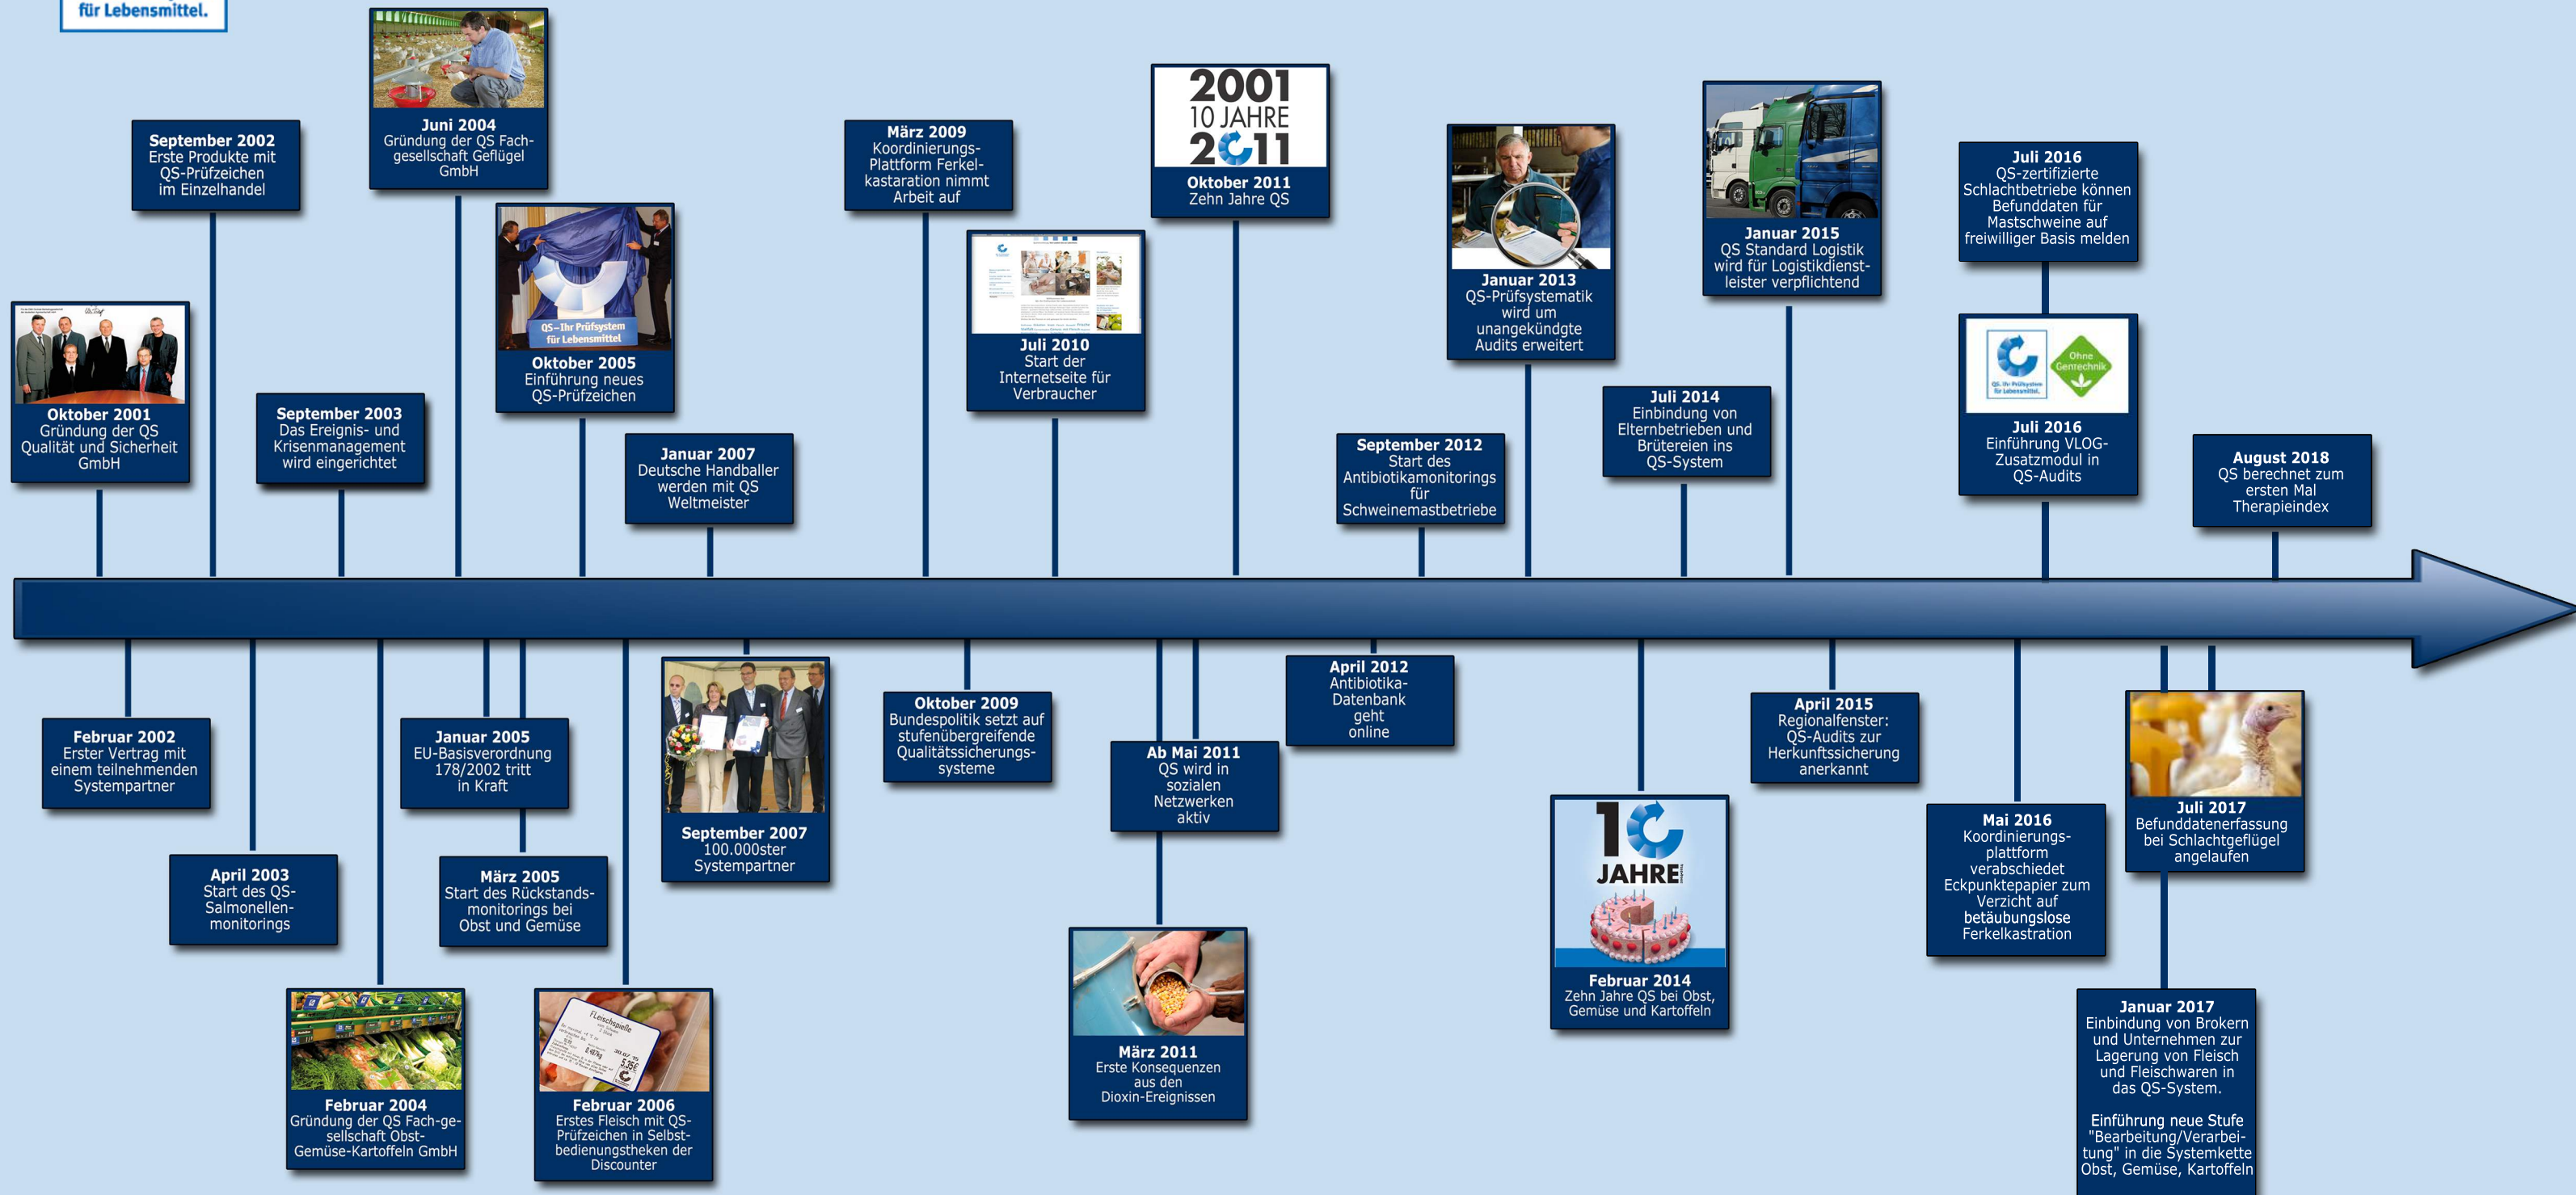 für Lebensmittel.
Oktober 2001
Gründung der QS
Qualität und Sicherheit
GmbH
September 2002
Erste Produkte mit
QS-Prüfzeichen
im Einzelhandel
September 2003
Das Ereignis- und
Krisenmanagement
wird eingerichtet
Juni 2004
Gründung der QS Fach-
gesellschaft Geflügel
GmbH
QS-Ihr Prüfsystem
für Lebensmittel
Oktober 2005
Einführung neues
QS-Prüfzeichen
Januar 2007
Deutsche Handballer
werden mit QS
Weltmeister
März 2009
Koordinierungs-
Plattform Ferkel-
kastaration nimmt
Arbeit auf
Juli 2010
Start der
Internetseite für
Verbraucher
2001
10 JAHRE
2011
Oktober 2011
Zehn Jahre QS
September 2012
Start des
Antibiotikamonitorings
für
Schweinemastbetriebe
Januar 2013
QS-Prüfsystematik
wird um
unangekündgte
Audits erweitert
Juli 2014
Einbindung von
Elternbetrieben und
Brütereien ins
QS-System
Januar 2015
QS Standard Logistik
wird für Logistikdienst-
leister verpflichtend
Juli 2016
QS-zertifizierte
Schlachtbetriebe können
Befunddaten für
Mastschweine auf
freiwilliger Basis melden
QS. Ihr Prüfsystem
für Lebensmittel.
Ohne
Gentechnik
Juli 2016
Einführung VLOG-
Zusatzmodul in
QS-Audits
August 2018
QS berechnet zum
ersten Mal
Therapieindex
Februar 2002
Erster Vertrag mit
einem teilnehmenden
Systempartner
April 2003
Start des QS-
Salmonellen-
monitorings
Februar 2004
Gründung der QS Fach-ge-
sellschaft Obst-
Gemüse-Kartoffeln GmbH
Januar 2005
EU-Basisverordnung
178/2002 tritt
in Kraft
März 2005
Start des Rückstands-
monitorings bei
Obst und Gemüse
Fleischspieße
30.07.15
0,487kg
5,35€
Februar 2006
Erstes Fleisch mit QS-
Prüfzeichen in Selbst-
bedienungstheken der
Discounter
September 2007
100.000ster
Systempartner
Oktober 2009
Bundespolitik setzt auf
stufenübergreifende
Qualitätssicherungs-
systeme
März 2011
Erste Konsequenzen
aus den
Dioxin-Ereignissen
Ab Mai 2011
QS wird in
sozialen
Netzwerken
aktiv
April 2012
Antibiotika-
Datenbank
geht
online
10
JAHRE
Februar 2014
Zehn Jahre QS bei Obst,
Gemüse und Kartoffeln
April 2015
Regionalfenster:
QS-Audits zur
Herkunftssicherung
anerkannt
Mai 2016
Koordinierungs-
plattform
verabschiedet
Eckpunktepapier zum
Verzicht auf
betäubungslose
Ferkelkastration
Januar 2017
Einbindung von Brokern
und Unternehmen zur
Lagerung von Fleisch
und Fleischwaren in
das QS-System.
Einführung neue Stufe
"Bearbeitung/Verarbei-
tung" in die Systemkette
Obst, Gemüse, Kartoffeln
Juli 2017
Befunddatenerfassung
bei Schlachtgeflügel
angelaufen